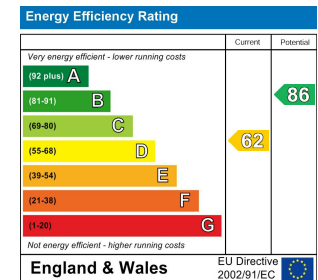 Energy Efficiency Rating
Current Potential
Very energy efficient - lower running costs
(92 plus) A
(81-91) B
86
(69-80) C
(55-68) D
62
(39-54) E
(21-38) F
(1-20) G
Not energy efficient - higher running costs
England & Wales
EU Directive
2002/91/EC